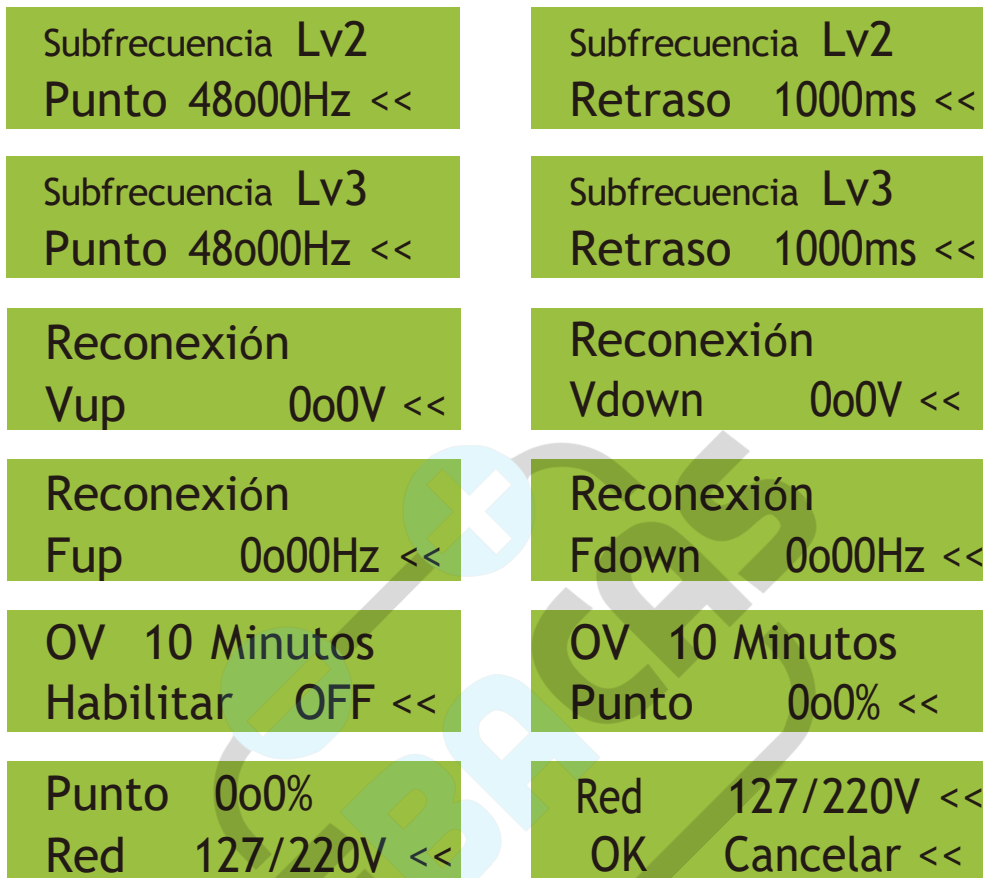 Subfrecuencia Lv2
Punto 48o00Hz <<
Subfrecuencia Lv2
Retraso 1000ms <<
Subfrecuencia Lv3
Punto 48o00Hz <<
Subfrecuencia Lv3
Retraso 1000ms <<
Reconexión
Vup 0o0V <<
Reconexión
Vdown 0o0V <<
Reconexión
Fup 0o00Hz <<
Reconexión
Fdown 0o00Hz <<
OV 10 Minutos
Habilitar OFF <<
OV 10 Minutos
Punto 0o0% <<
Punto 0o0%
Red 127/220V <<
Red 127/220V <<
OK Cancelar <<